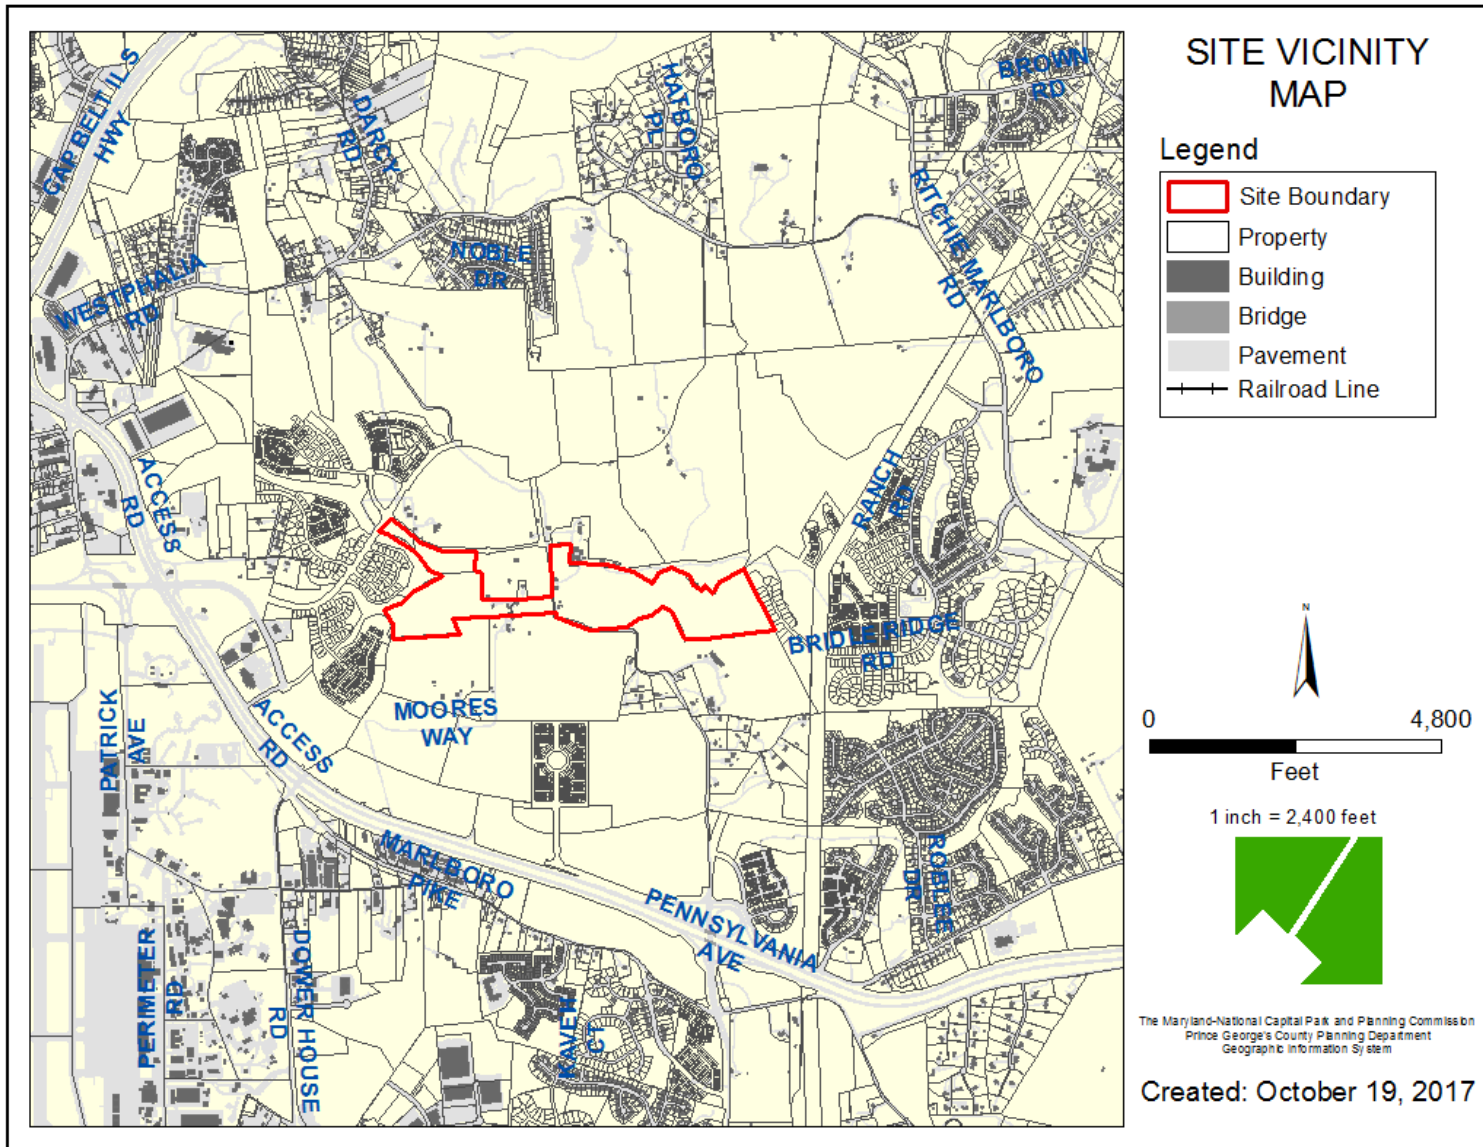 SITE VICINITY
MAP
Legend
Site Boundary
Property
Building
Bridge
Pavement
Railroad Line
CAP BELT IL S
HWY
DARCY
RD
HATBORO
PL
BROWN
RD
RITCHIE MARLBORO
RD
NOBLE
DR
WESTPHALIA
RD
ACCESS
RD
RANCH
RD
BRIDLE RIDGE
RD
MOORES
WAY
PATRICK
AVE
ACCESS
RD
MARLBORO
PIKE
PENNSYLVANIA
AVE
ROBLEE
DR
PERIMETER
RD
DOWER HOUSE
RD
KAVEH
CT
N
0 4,800
Feet
1 inch = 2,400 feet
The Maryland-National Capital Park and Planning Commission
Prince George's County Planning Department
Geographic Information System
Created: October 19, 2017